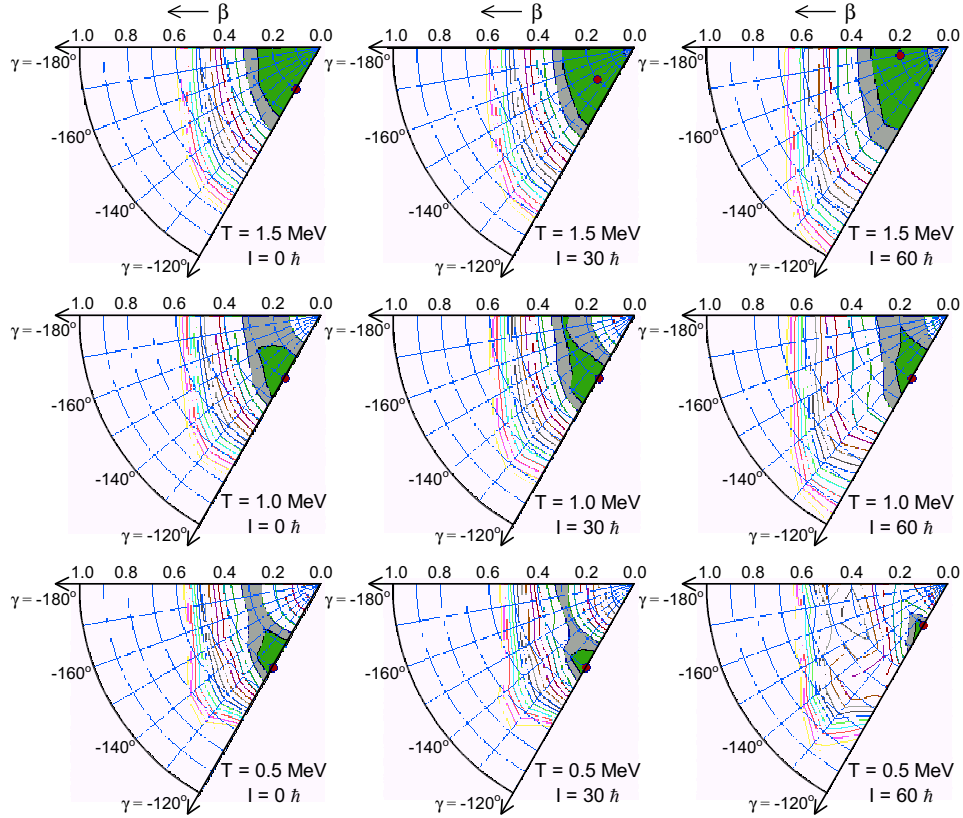 ← β ← β ← β
1.0 0.8 0.6 0.4 0.2 0.0 1.0 0.8 0.6 0.4 0.2 0.0 1.0 0.8 0.6 0.4 0.2 0.0
γ = -180° γ = -180° γ = -180°
-160° -160° -160°
-140° -140° -140°
T = 1.5 MeV T = 1.5 MeV T = 1.5 MeV
γ = -120° I = 0 ℏ γ = -120° I = 30 ℏ γ = -120° I = 60 ℏ
1.0 0.8 0.6 0.4 0.2 0.0 1.0 0.8 0.6 0.4 0.2 0.0 1.0 0.8 0.6 0.4 0.2 0.0
γ = -180° γ = -180° γ = -180°
-160° -160° -160°
-140° -140° -140°
T = 1.0 MeV T = 1.0 MeV T = 1.0 MeV
γ = -120° I = 0 ℏ γ = -120° I = 30 ℏ γ = -120° I = 60 ℏ
1.0 0.8 0.6 0.4 0.2 0.0 1.0 0.8 0.6 0.4 0.2 0.0 1.0 0.8 0.6 0.4 0.2 0.0
γ = -180° γ = -180° γ = -180°
-160° -160° -160°
-140° -140° -140°
T = 0.5 MeV T = 0.5 MeV T = 0.5 MeV
γ = -120° I = 0 ℏ γ = -120° I = 30 ℏ γ = -120° I = 60 ℏ